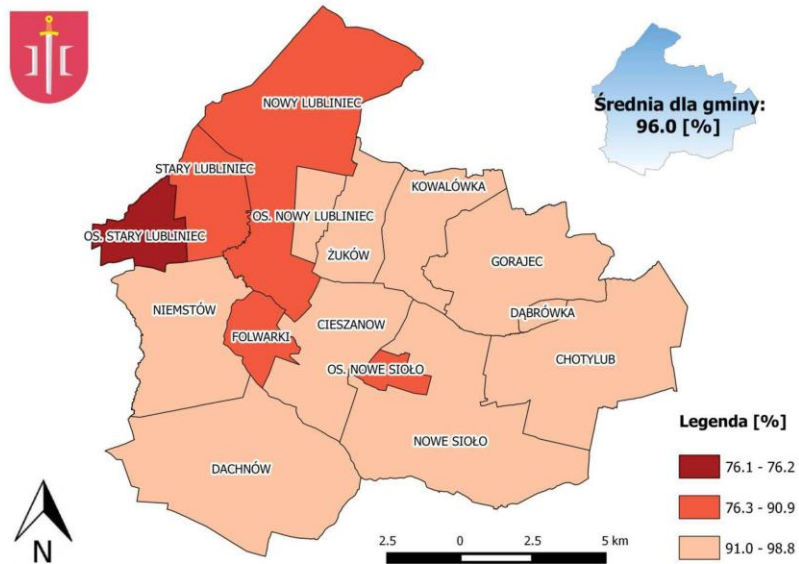 NOWY LUBLINIEC
Średnia dla gminy:
96.0 [%]
STARY LUBLINIEC
KOWALÓWKA
OS. NOWY LUBLINIEC
OS. STARY LUBLINIEC
ŻUKÓW
GORAJEC
NIEMSTÓW
CIESZANOW
DĄBRÓWKA
FOLWARKI
CHOTYLUB
OS. NOWE SIOŁO
Legenda [%]
NOWE SIOŁO
DACHNÓW
76.1 - 76.2
76.3 - 90.9
91.0 - 98.8
N
2.5 0 2.5 5 km